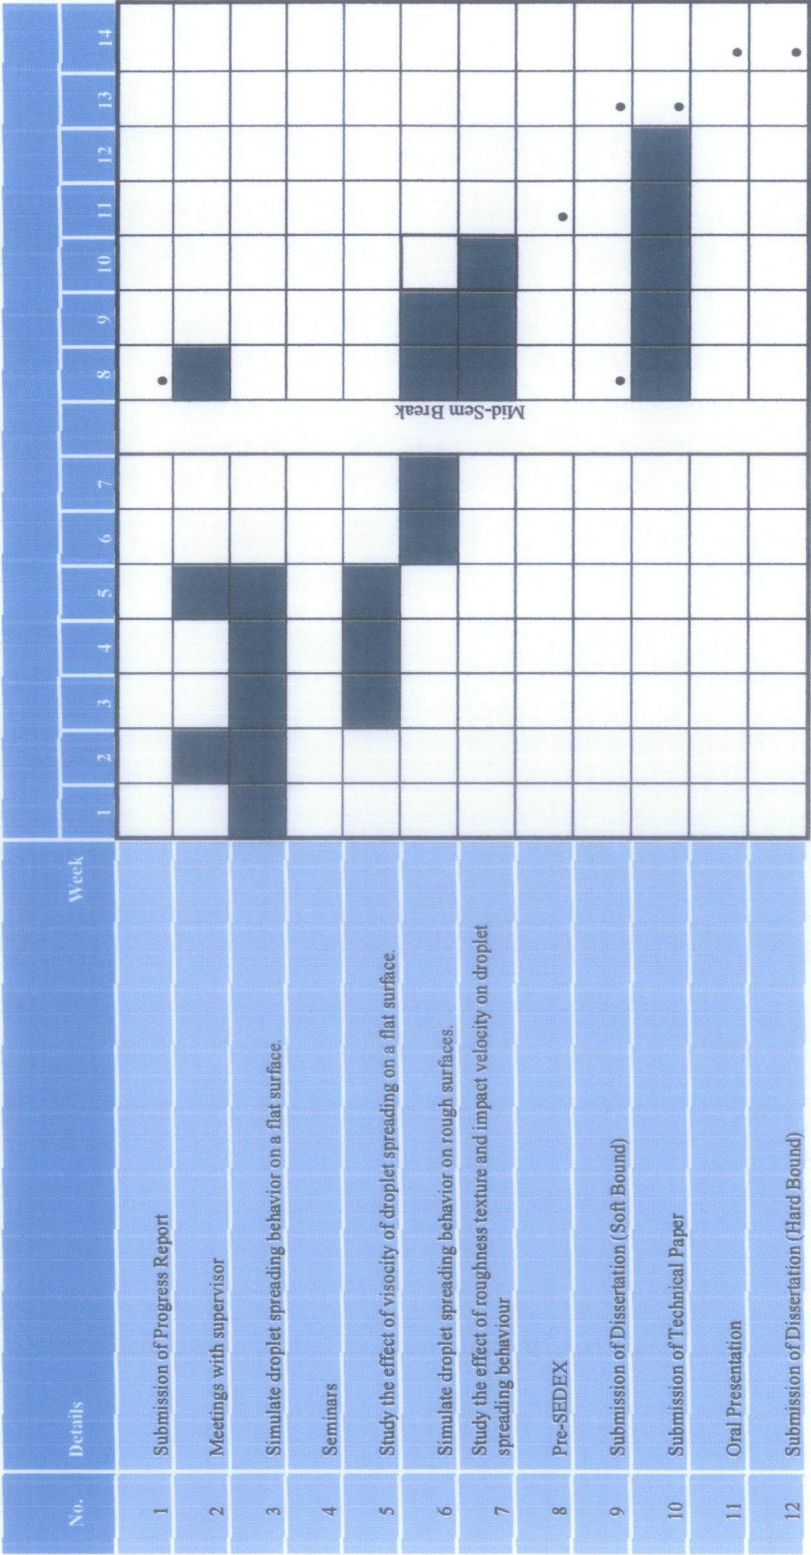 No. Details Week 1 2 3 4 5 6 7 8 9 10 11 12 13 14
1 Submission of Progress Report
2 Meetings with supervisor
3 Simulate droplet spreading behavior on a flat surface.
4 Seminars
5 Study the effect of visocity of droplet spreading on a flat surface.
6 Simulate droplet spreading behavior on rough surfaces.
7 Study the effect of roughness texture and impact velocity on droplet
spreading behaviour
8 Pre-SEDEX
9 Submission of Dissertation (Soft Bound)
10 Submission of Technical Paper
11 Oral Presentation
12 Submission of Dissertation (Hard Bound)
Mid-Sem Break